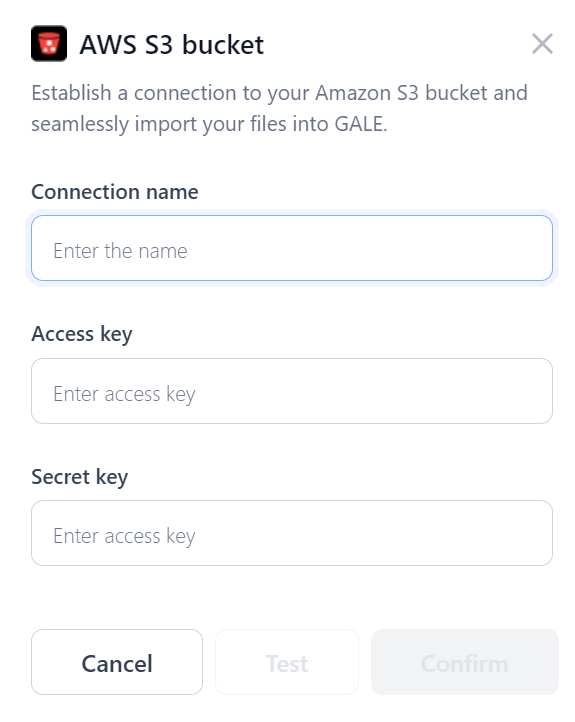 AWS S3 bucket
Establish a connection to your Amazon S3 bucket and
seamlessly import your files into GALE.
Connection name
Enter the name
Access key
Enter access key
Secret key
Enter access key
Cancel Test Confirm